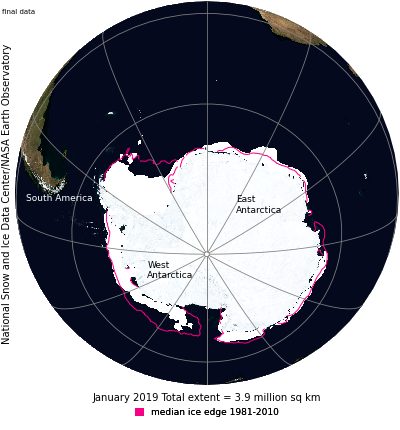 final data
National Snow and Ice Data Center/NASA Earth Observatory
South America
East
Antarctica
West
Antarctica
January 2019 Total extent = 3.9 million sq km
median ice edge 1981-2010